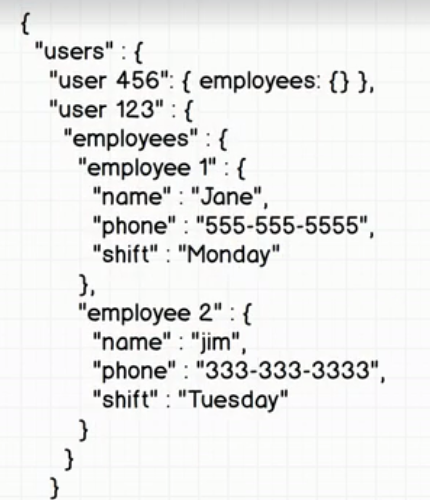 {
"users" : {
"user 456": { employees: {} },
"user 123" : {
"employees" : {
"employee 1" : {
"name" : "Jane",
"phone" : "555-555-5555",
"shift" : "Monday"
},
"employee 2" : {
"name" : "jim",
"phone" : "333-333-3333",
"shift" : "Tuesday"
}
}
}